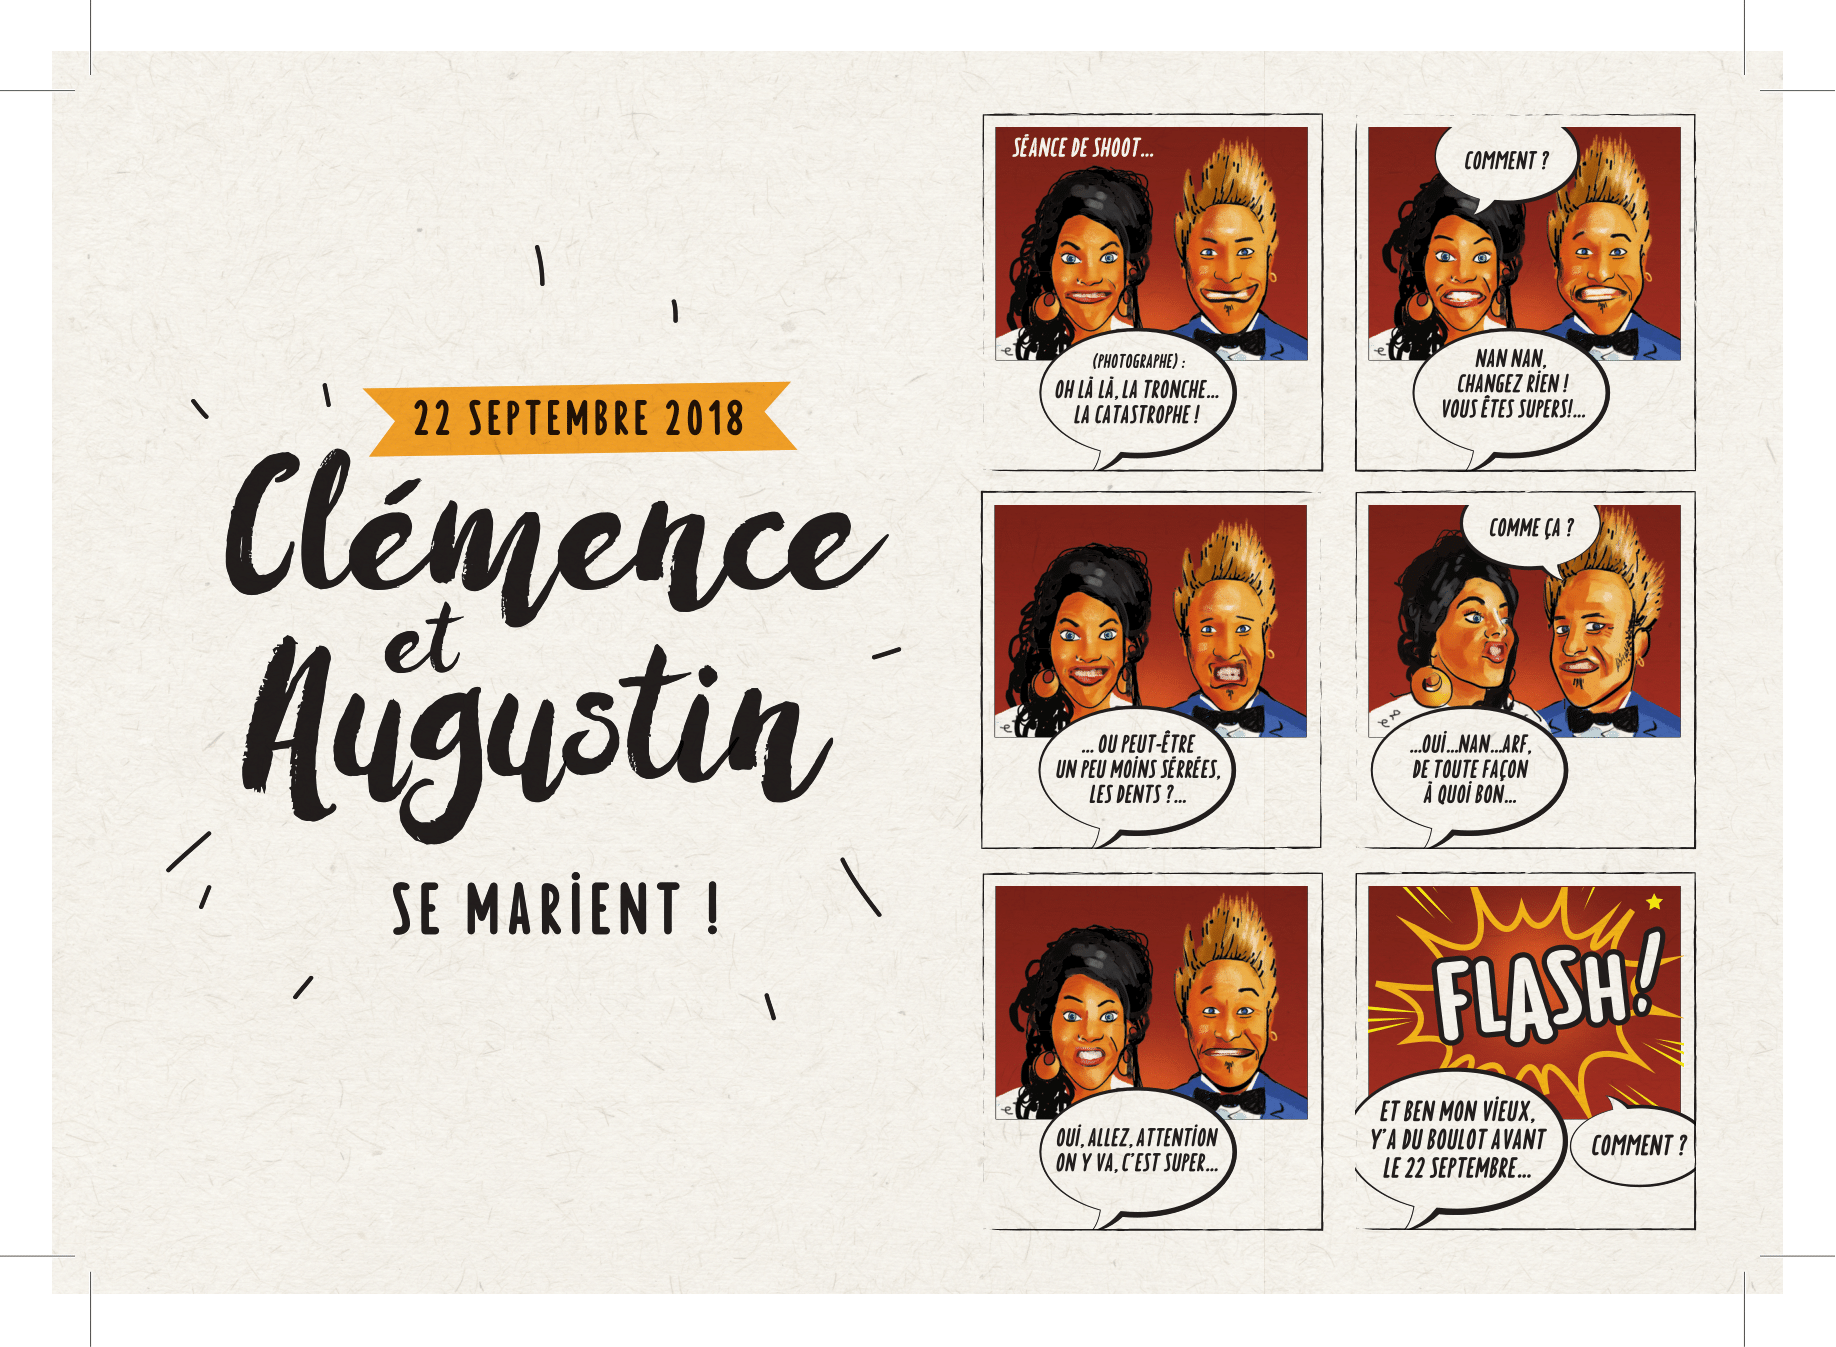 22 SEPTEMBRE 2018
Clémence
et
Augustin
SE MARIENT !
SÉANCE DE SHOOT...
(PHOTOGRAPHE) :
OH LÀ LÀ, LA TRONCHE...
LA CATASTROPHE !
COMMENT ?
NAN NAN,
CHANGEZ RIEN !
VOUS ÊTES SUPERS!...
... OU PEUT-ÊTRE
UN PEU MOINS SÉRRÉES,
LES DENTS ?...
COMME ÇA ?
...OUI...NAN...ARF,
DE TOUTE FAÇON
À QUOI BON...
OUI, ALLEZ, ATTENTION
ON Y VA, C'EST SUPER...
FLASH !
ET BEN MON VIEUX,
Y'A DU BOULOT AVANT
LE 22 SEPTEMBRE...
COMMENT ?